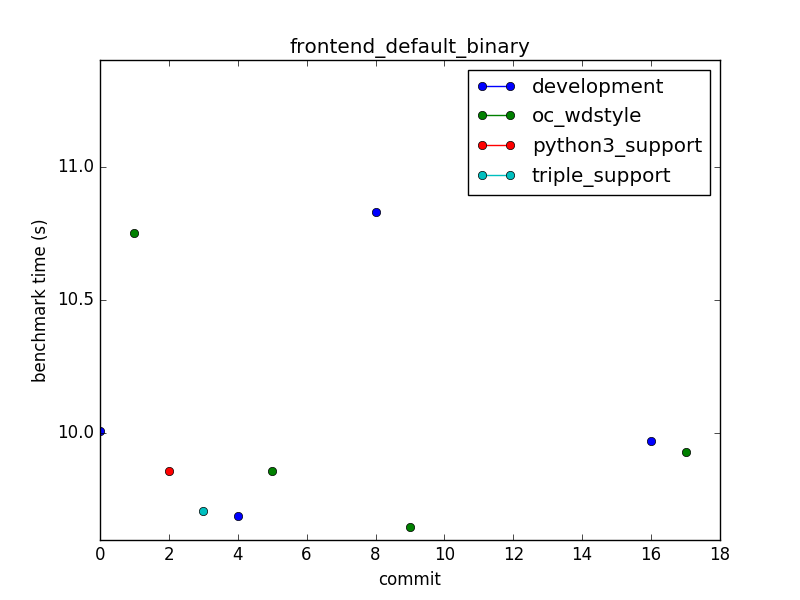 frontend_default_binary
development
oc_wdstyle
python3_support
triple_support
benchmark time (s)
11.0
10.5
10.0
0 2 4 6 8 10 12 14 16 18
commit